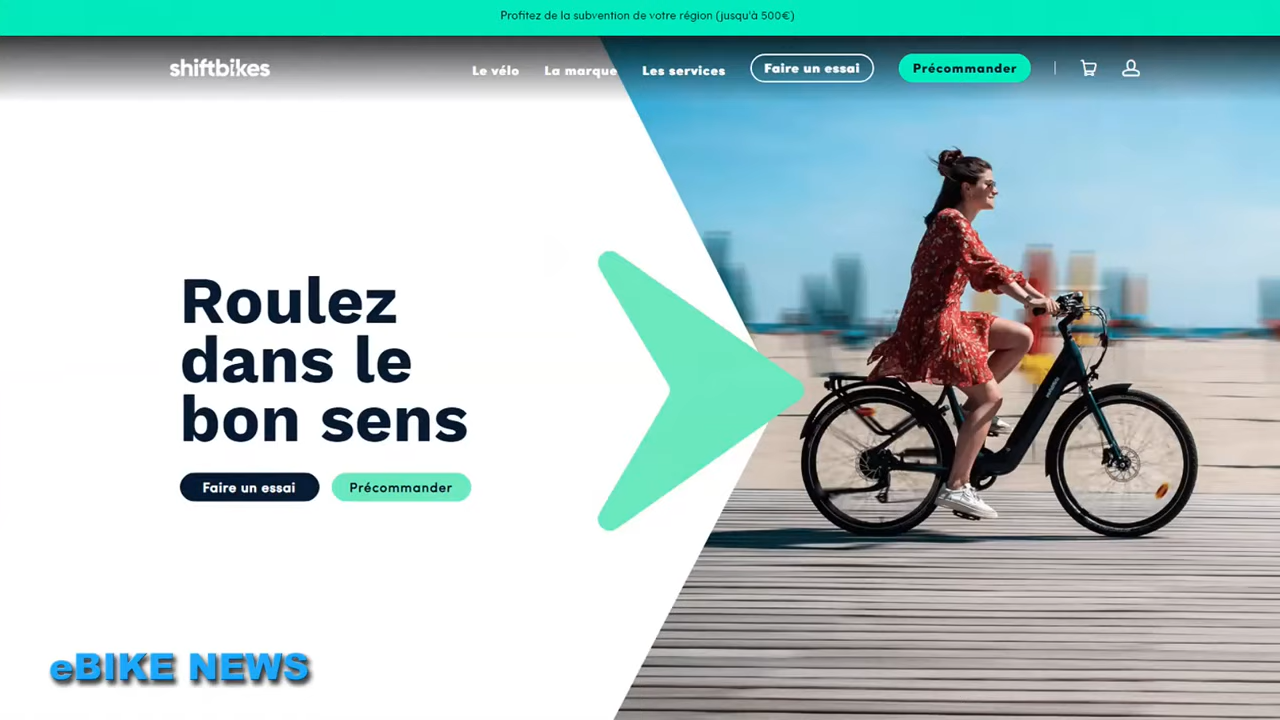 Profitez de la subvention de votre région (jusqu'à 500€)
shiftbikes
Le vélo
La marque
Les services
Faire un essai
Précommander
Roulez
dans le
bon sens
Faire un essai
Précommander
eBIKE NEWS